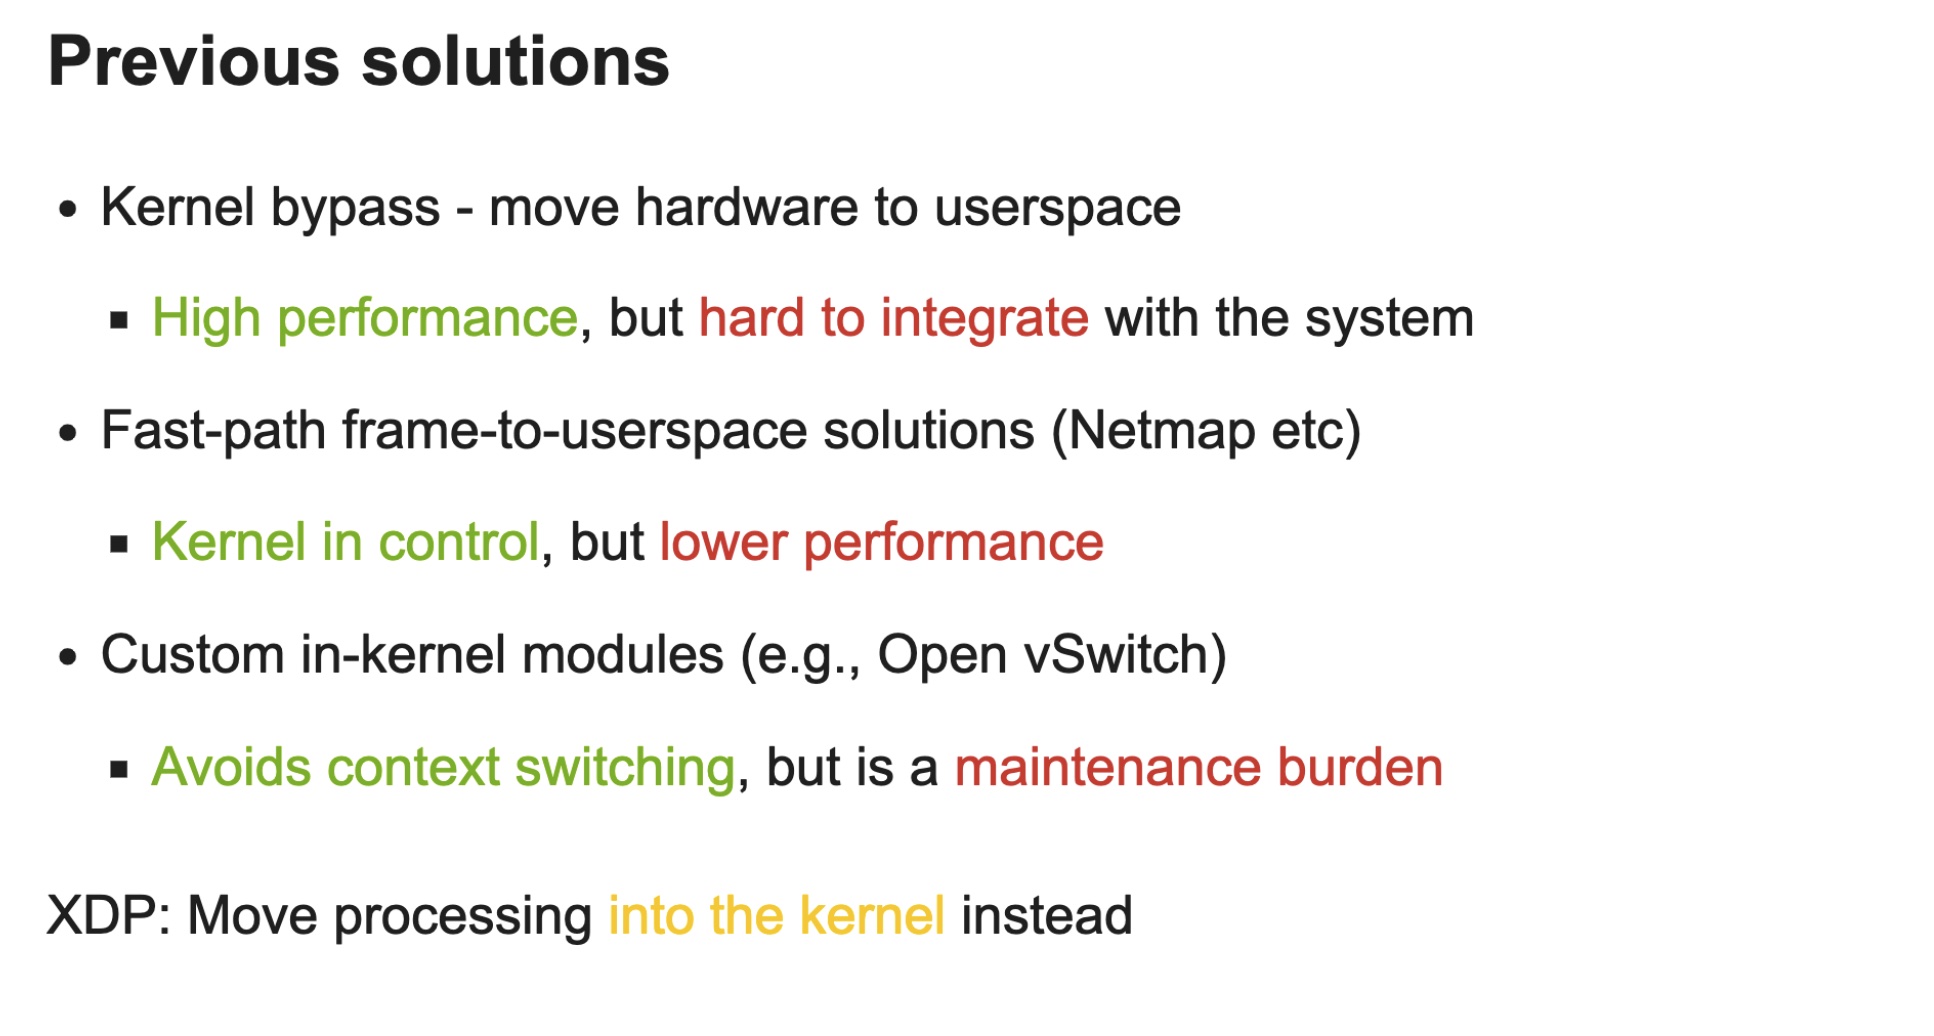 Previous solutions
• Kernel bypass - move hardware to userspace
▪ High performance, but hard to integrate with the system
• Fast-path frame-to-userspace solutions (Netmap etc)
▪ Kernel in control, but lower performance
• Custom in-kernel modules (e.g., Open vSwitch)
▪ Avoids context switching, but is a maintenance burden
XDP: Move processing into the kernel instead